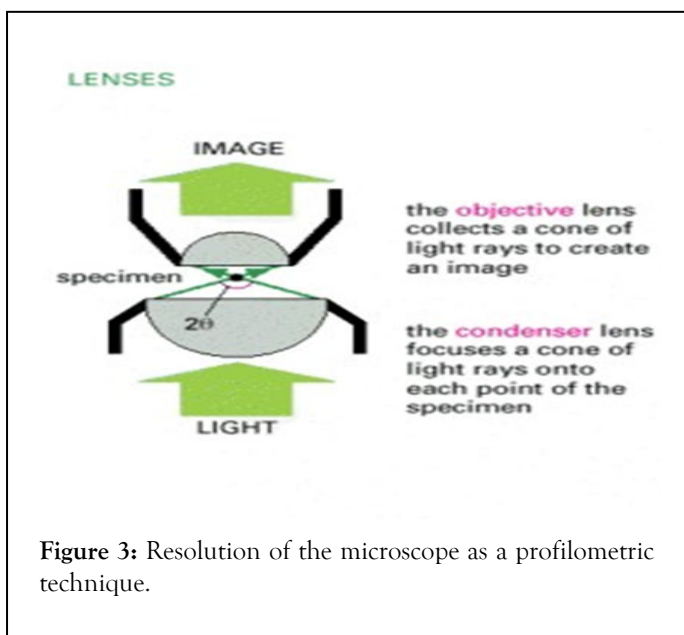 LENSES
IMAGE
the objective lens
collects a cone of
light rays to create
an image
specimen
2θ
the condenser lens
focuses a cone of
light rays onto
each point of the
specimen
LIGHT
Figure 3: Resolution of the microscope as a profilometric
technique.